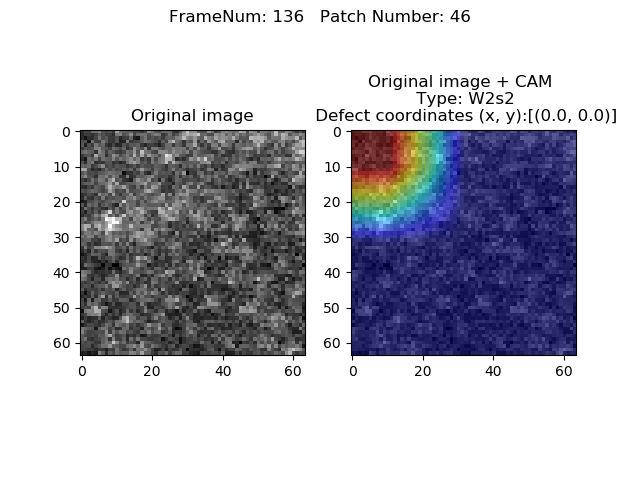 FrameNum: 136   Patch Number: 46
Original image
0
10
20
30
40
50
60
0 20 40 60
Original image + CAM
Type: W2s2
Defect coordinates (x, y):[(0.0, 0.0)]
0
10
20
30
40
50
60
0 20 40 60